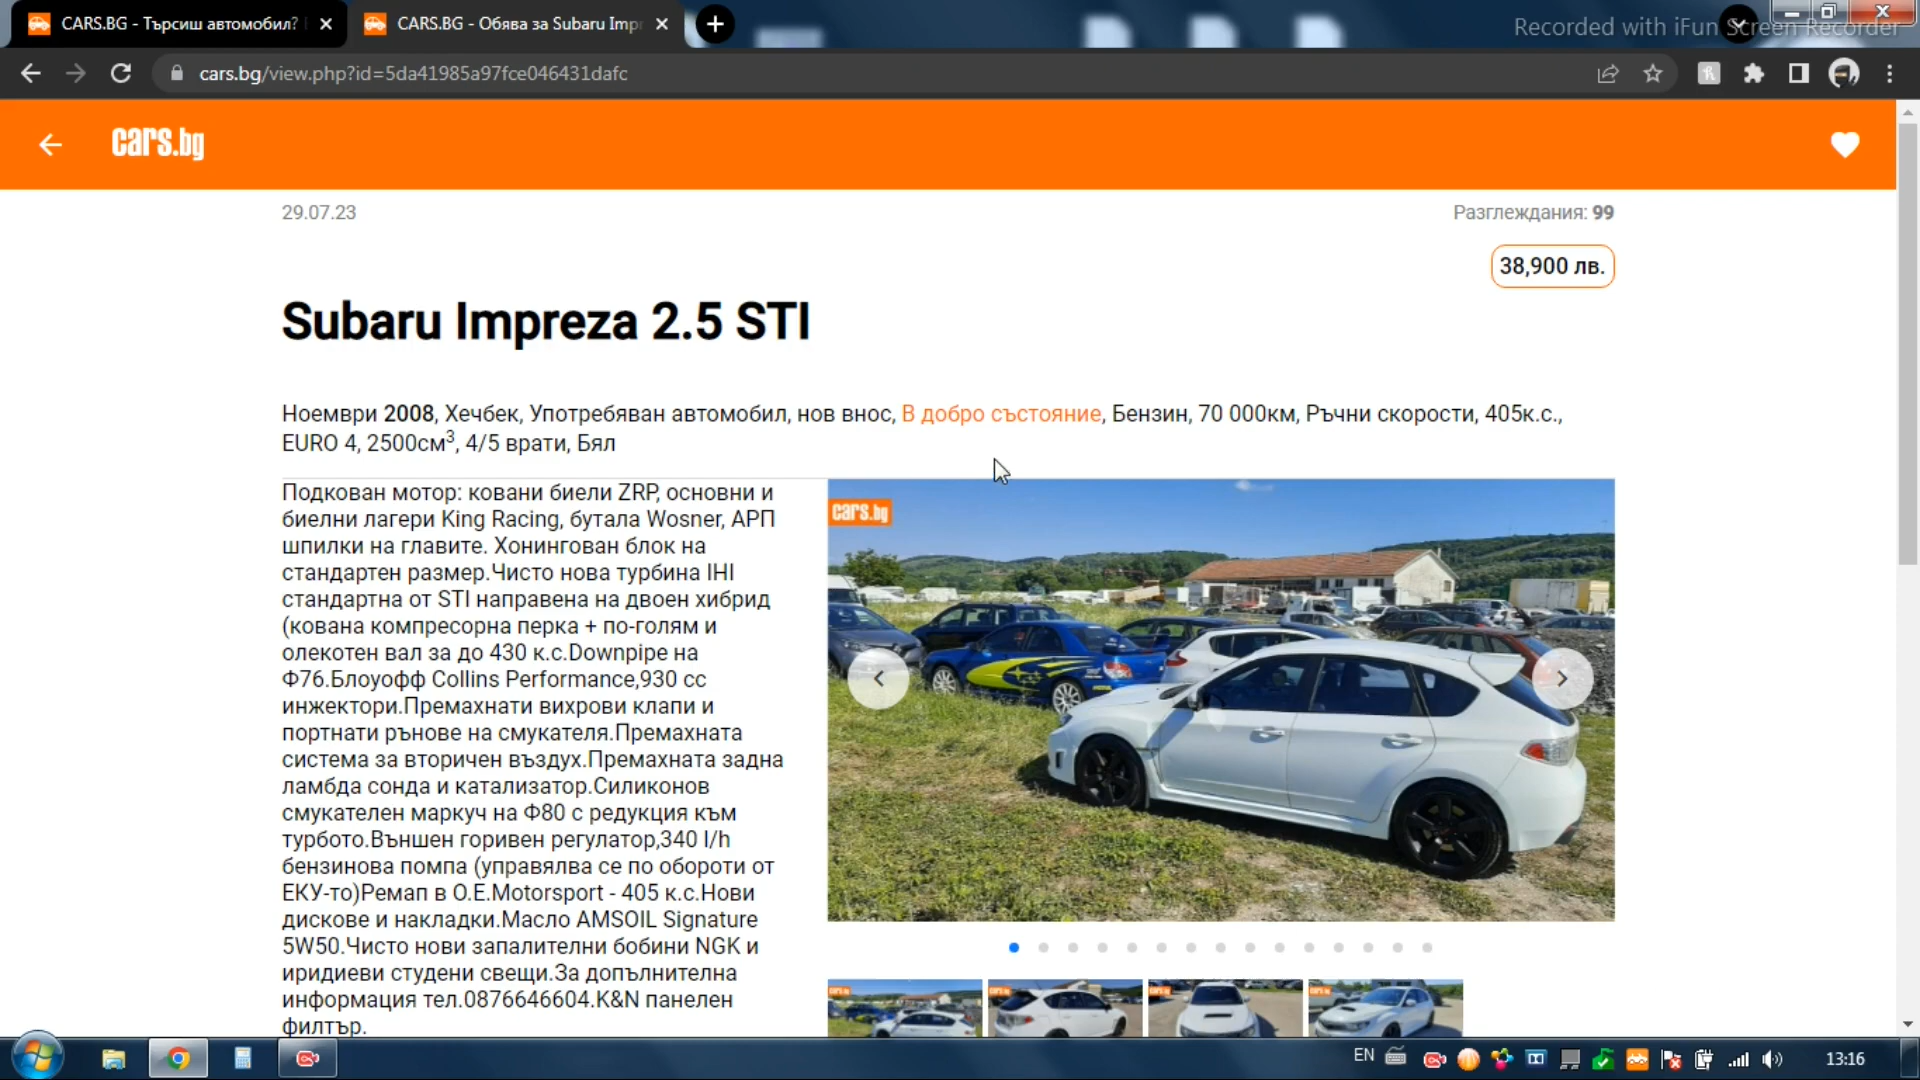 CARS.BG - Търсиш автомобил?
CARS.BG - Обява за Subaru Impr
Recorded with iFun Screen Recorder
cars.bg/view.php?id=5da41985a97fce046431dafc
cars.bg
29.07.23
Разглеждания: 99
38,900 лв.
Subaru Impreza 2.5 STI
Ноември 2008, Хечбек, Употребяван автомобил, нов внос, В добро състояние, Бензин, 70 000км, Ръчни скорости, 405к.с.,
EURO 4, 2500см³, 4/5 врати, Бял
Подкован мотор: ковани биели ZRP, основни и
биелни лагери King Racing, бутала Wosner, АРП
шпилки на главите. Хонингован блок на
стандартен размер.Чисто нова турбина IHI
стандартна от STI направена на двоен хибрид
(кована компресорна перка + по-голям и
олекотен вал за до 430 к.с.Downpipe на
Ф76.Блоуофф Collins Performance,930 cc
инжектори.Премахнати вихрови клапи и
портнати рънове на смукателя.Премахната
система за вторичен въздух.Премахната задна
ламбда сонда и катализатор.Силиконов
смукателен маркуч на Ф80 с редукция към
турбото.Външен горивен регулатор,340 l/h
бензинова помпа (управялва се по обороти от
ЕКУ-то)Ремап в O.E.Motorsport - 405 к.с.Нови
дискове и накладки.Масло AMSOIL Signature
5W50.Чисто нови запалителни бобини NGK и
иридиеви студени свещи.За допълнителна
информация тел.0876646604.K&N панелен
филтър.
cars.bg
EN
13:16